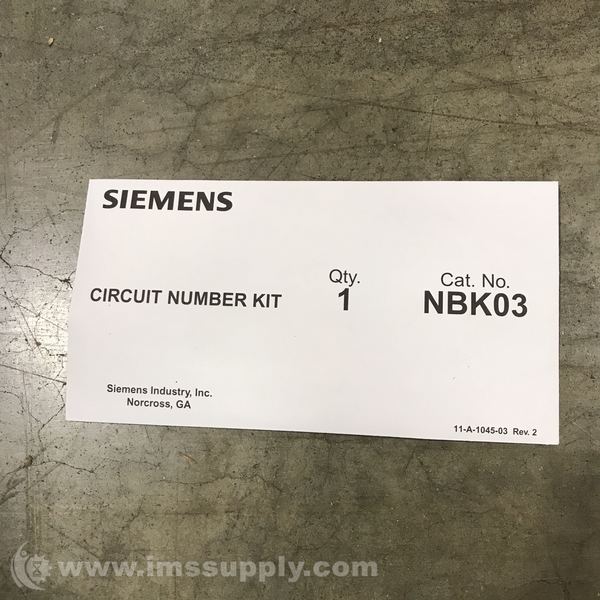 SIEMENS
CIRCUIT NUMBER KIT
Qty.
1
Cat. No.
NBK03
Siemens Industry, Inc.
Norcross, GA
11-A-1045-03 Rev. 2
www.imssupply.com